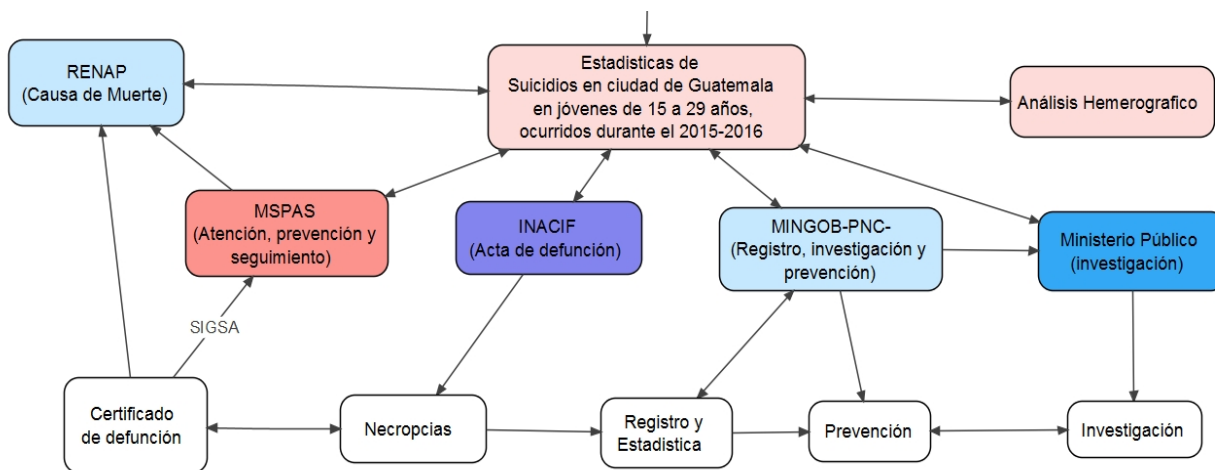 RENAP
(Causa de Muerte)
Estadisticas de
Suicidios en ciudad de Guatemala
en jóvenes de 15 a 29 años,
ocurridos durante el 2015-2016
Análisis Hemerografico
MSPAS
(Atención, prevención y
seguimiento)
INACIF
(Acta de defunción)
MINGOB-PNC-
(Registro, investigación y
prevención)
Ministerio Público
(investigación)
SIGSA
Certificado
de defunción
Necropcias
Registro y
Estadistica
Prevención
Investigación